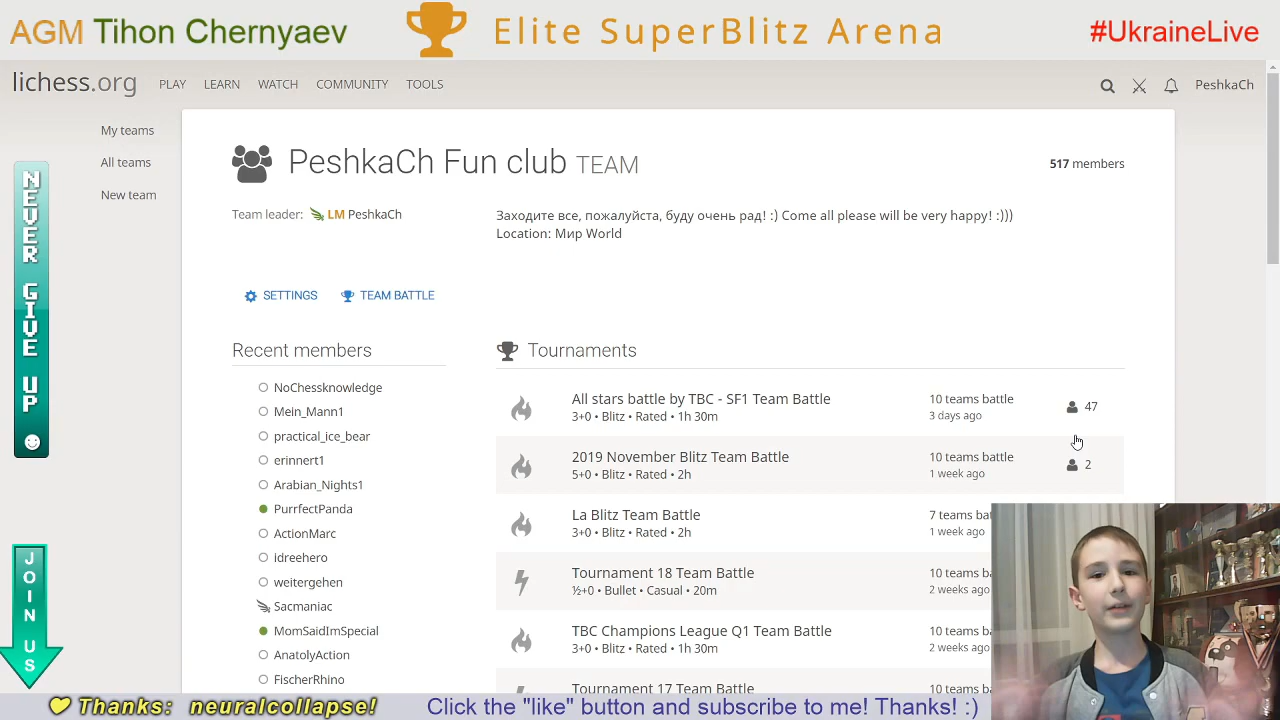 AGM Tihon Chernyaev
Elite SuperBlitz Arena
#UkraineLive
lichess.org
PLAY
LEARN
WATCH
COMMUNITY
TOOLS
PeshkaCh
My teams
All teams
New team
NEVER GIVE UP
JOIN US
PeshkaCh Fun club TEAM
517 members
Team leader: LM PeshkaCh
Заходите все, пожалуйста, буду очень рад! :) Come all please will be very happy! :)))
Location: Мир World
SETTINGS
TEAM BATTLE
Recent members
NoChessknowledge
Mein_Mann1
practical_ice_bear
erinnert1
Arabian_Nights1
PurrfectPanda
ActionMarc
idreehero
weitergehen
Sacmaniac
MomSaidImSpecial
AnatolyAction
FischerRhino
Tournaments
All stars battle by TBC - SF1 Team Battle
3+0 • Blitz • Rated • 1h 30m
10 teams battle
3 days ago
47
2019 November Blitz Team Battle
5+0 • Blitz • Rated • 2h
10 teams battle
1 week ago
2
La Blitz Team Battle
3+0 • Blitz • Rated • 2h
7 teams batt
1 week ago
Tournament 18 Team Battle
½+0 • Bullet • Casual • 20m
10 teams ba
2 weeks ago
TBC Champions League Q1 Team Battle
3+0 • Blitz • Rated • 1h 30m
10 teams ba
2 weeks ago
Tournament 17 Team Battle
10 teams ba
Thanks: neuralcollapse!
Click the "like" button and subscribe to me! Thanks! :)